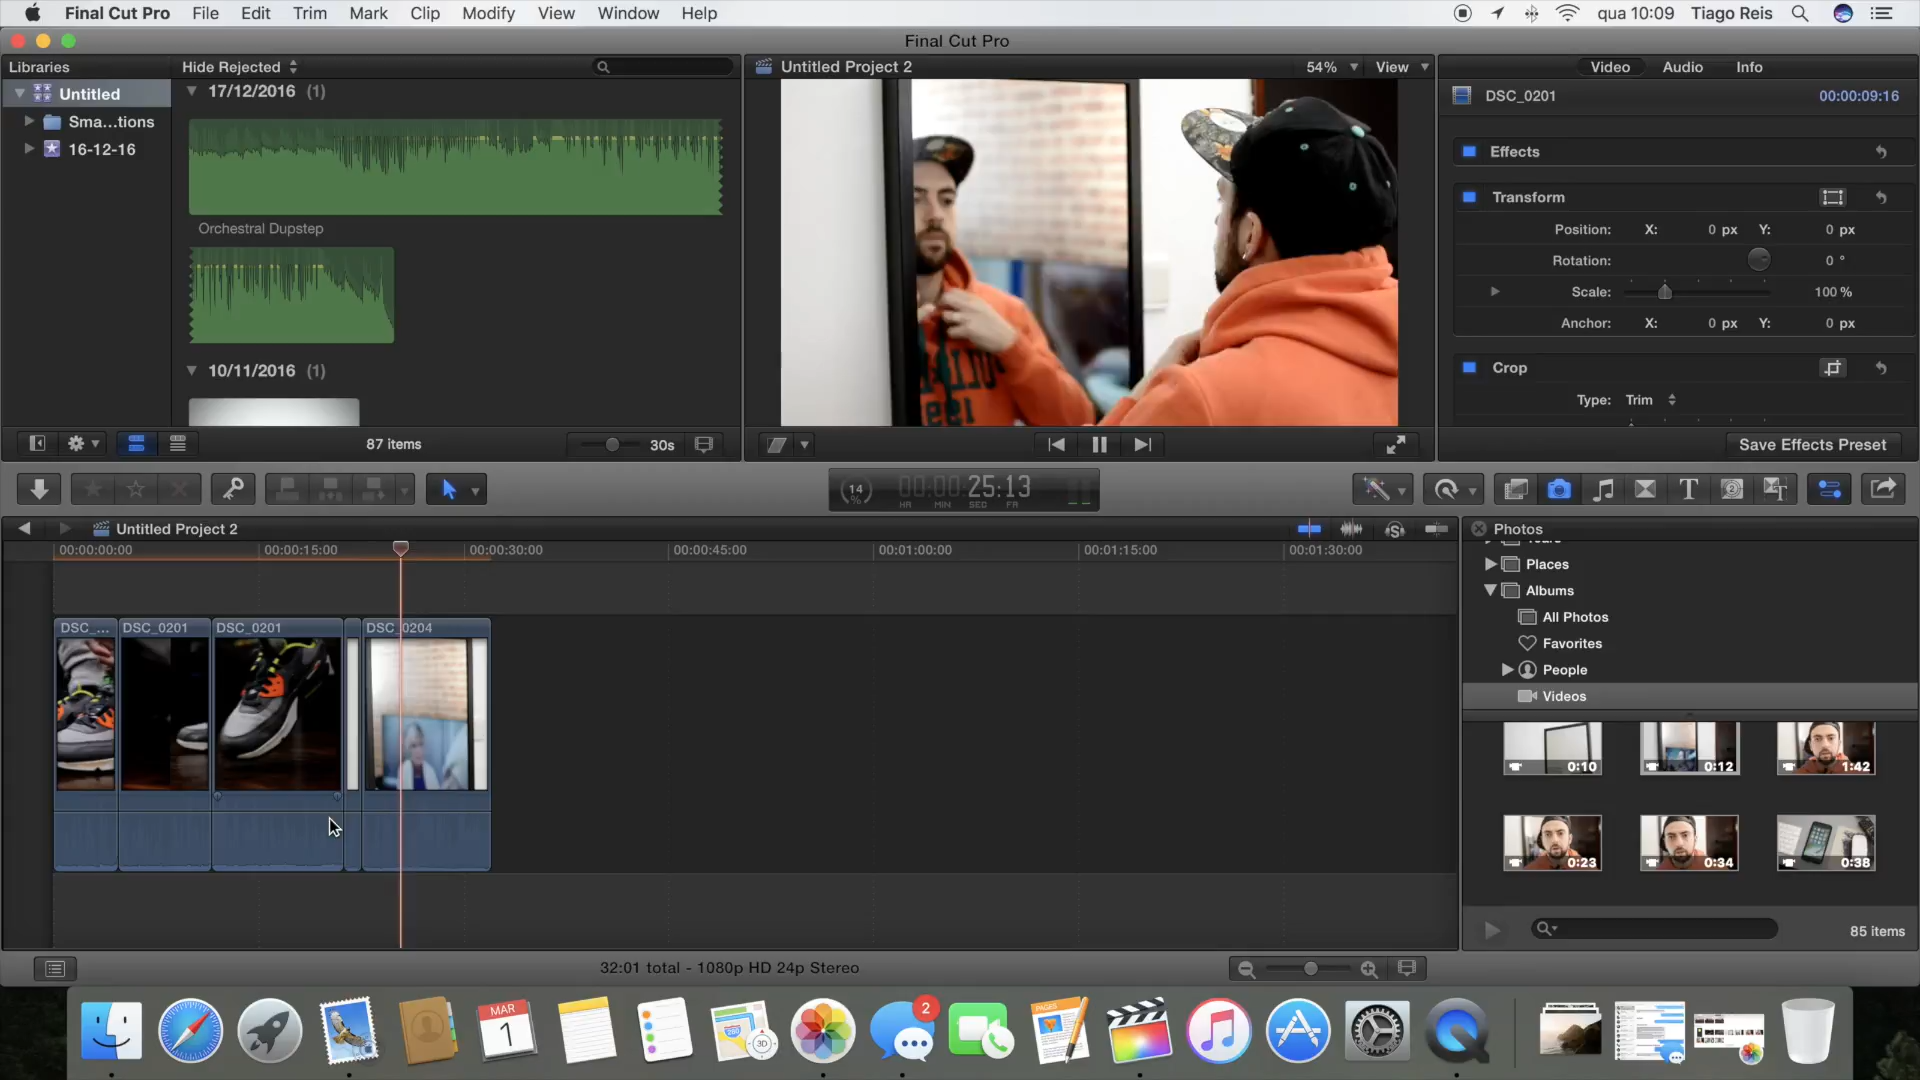 Final Cut Pro File Edit Trim Mark Clip Modify View Window Help qua 10:09 Tiago Reis
Final Cut Pro
Libraries Hide Rejected Untitled Project 2 54% View Video Audio Info
Untitled 17/12/2016 (1) DSC_0201 00:00:09:16
Sma...tions
16-12-16
Effects
Transform
Orchestral Dupstep Position: X: 0 px Y: 0 px
Rotation: 0 °
Scale: 100 %
Anchor: X: 0 px Y: 0 px
10/11/2016 (1) Crop
Type: Trim
87 items 30s Save Effects Preset
14 % 00:00:25:13
HR MIN SEC FR
Untitled Project 2 Photos
00:00:00:00 00:00:15:00 00:00:30:00 00:00:45:00 00:01:00:00 00:01:15:00 00:01:30:00
Places
Albums
All Photos
Favorites
People
Videos
DSC_... DSC_0201 DSC_0201 DSC_0204
0:10 0:12 1:42
0:23 0:34 0:38
85 items
32:01 total - 1080p HD 24p Stereo
MAR
1
280
3D
PAGES
2